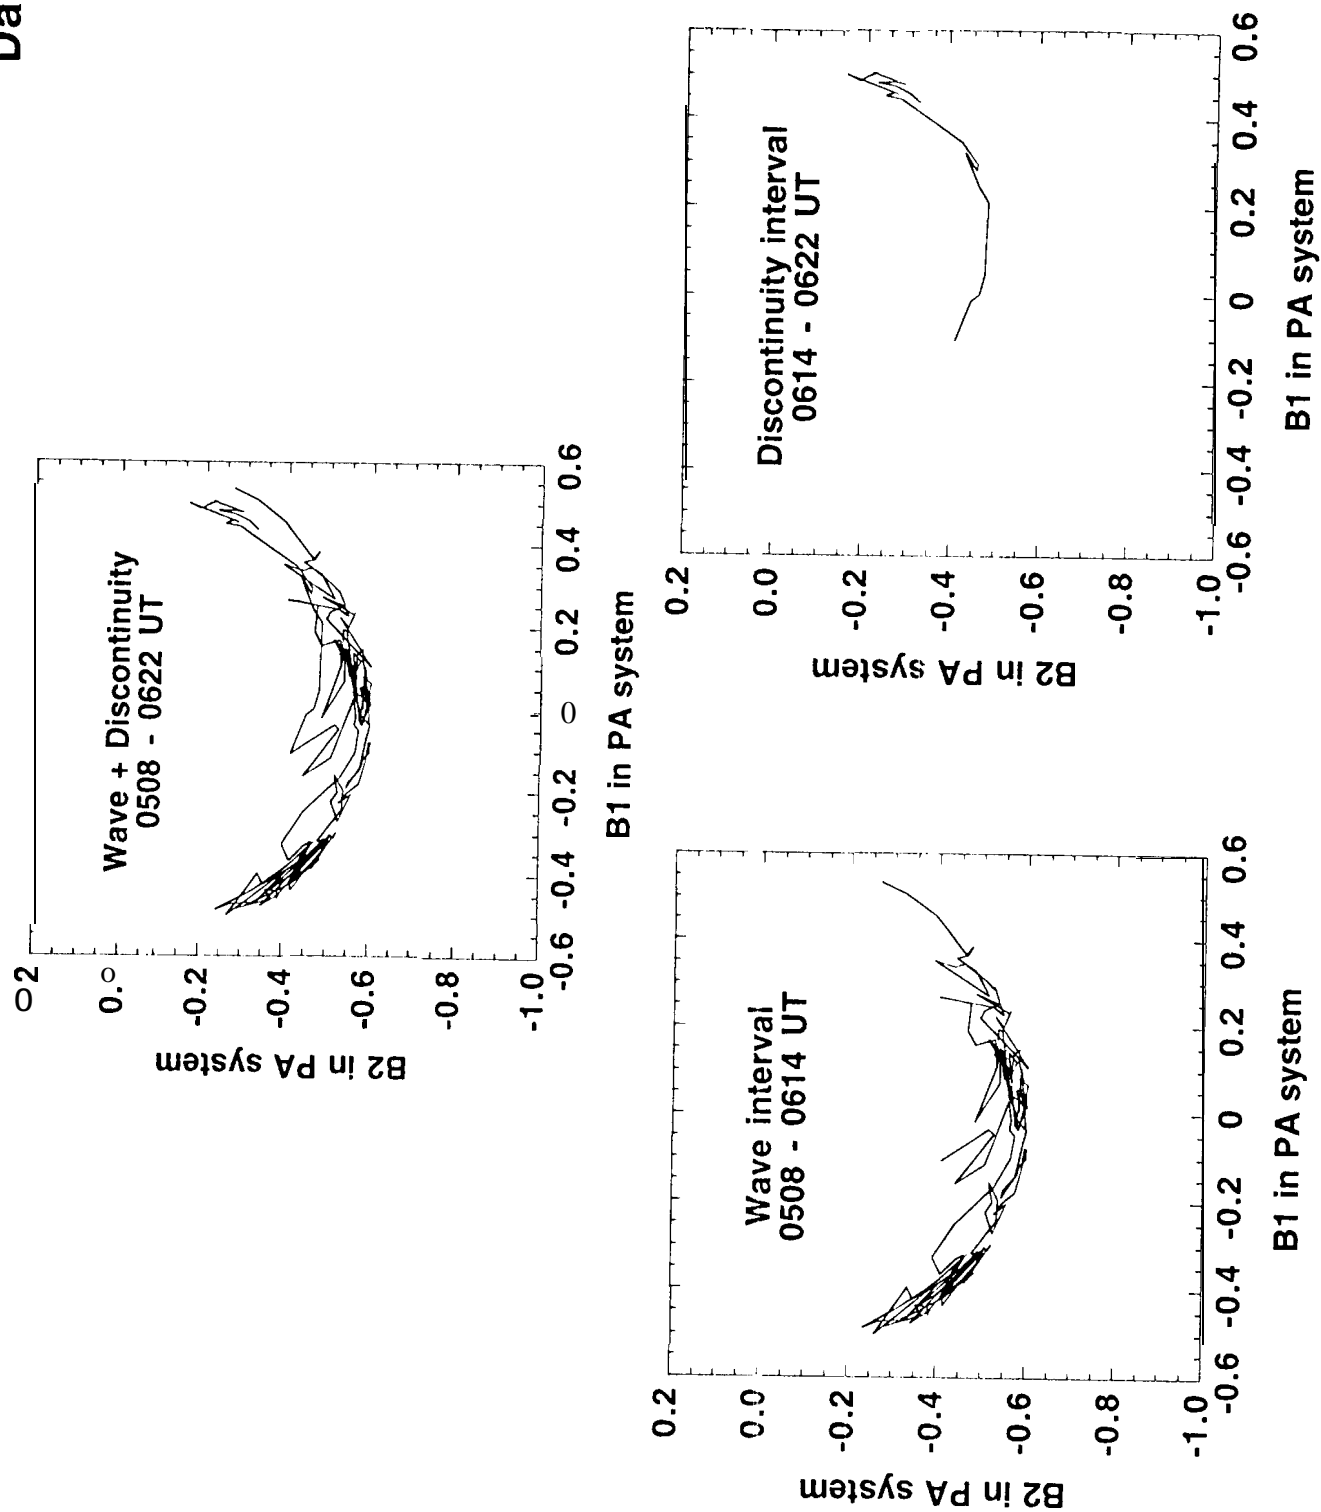 Da
Wave + Discontinuity
0508 - 0622 UT
O2
0.O
-0.2
-0.4
-0.6
-0.8
-1.0
B2 in PA system
-0.6 -0.4 -0.2 O 0.2 0.4 0.6
B1 in PA system
Wave interval
0508 - 0614 UT
0.2
0.0
-0.2
-0.4
-0.6
-0.8
-1.0
B2 in PA system
-0.6 -0.4 -0.2 0 0.2 0.4 0.6
B1 in PA system
Discontinuity interval
0614 - 0622 UT
0.2
0.0
-0.2
-0.4
-0.6
-0.8
-1.0
B2 in PA system
-0.6 -0.4 -0.2 0 0.2 0.4 0.6
B1 in PA system